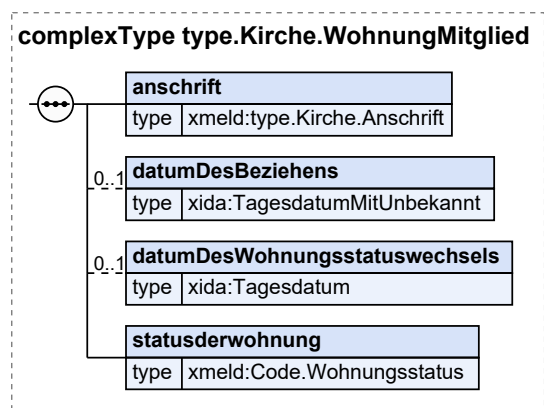 complexType type.Kirche.WohnungMitglied
anschrift
type xmeld:type.Kirche.Anschrift
0..1
datumDesBeziehens
type xida:TagesdatumMitUnbekannt
0..1
datumDesWohnungsstatuswechsels
type xida:Tagesdatum
statusderwohnung
type xmeld:Code.Wohnungsstatus